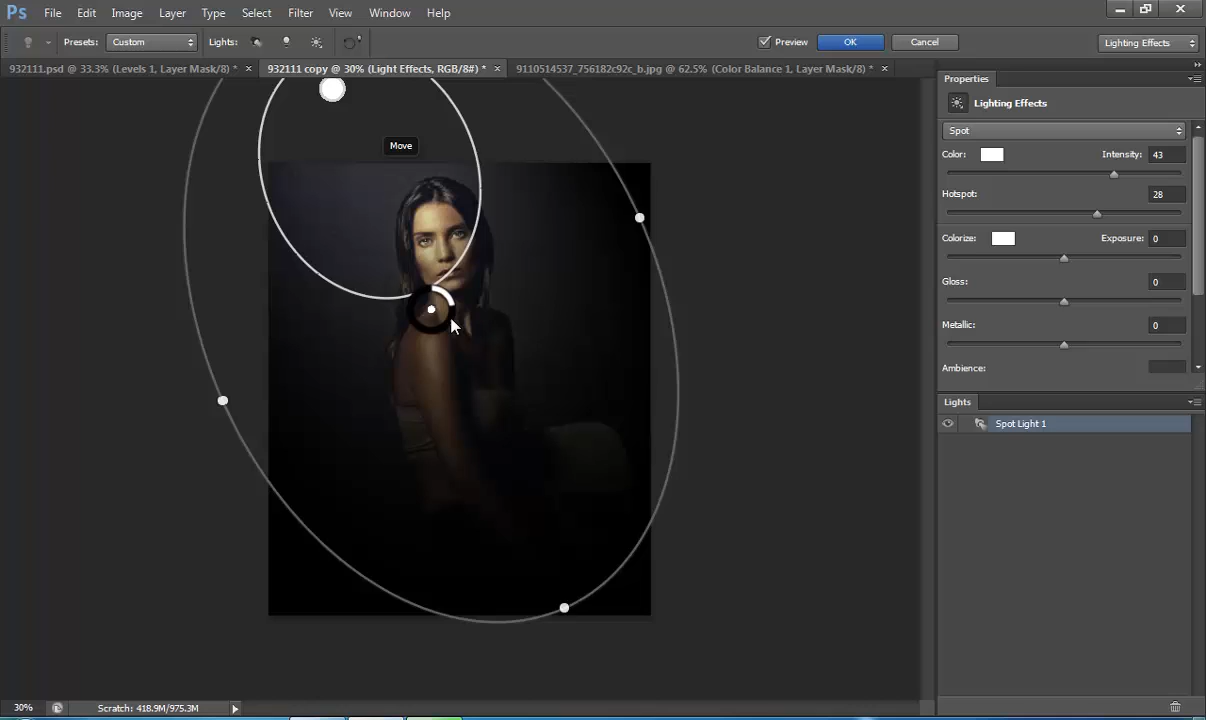 Ps File Edit Image Layer Type Select Filter View Window Help
Presets: Custom Lights: Preview OK Cancel Lighting Effects
932111.psd @ 33.3% (Levels 1, Layer Mask/8) * × 932111 copy @ 30% (Light Effects, RGB/8#) * × 9110514537_756182c92c_b.jpg @ 62.5% (Color Balance 1, Layer Mask/8) * ×
Properties
Lighting Effects
Spot
Color: Intensity: 43
Hotspot: 28
Colorize: Exposure: 0
Gloss: 0
Metallic: 0
Ambience:
Move
Lights
Spot Light 1
30% Scratch: 418.9M/975.3M